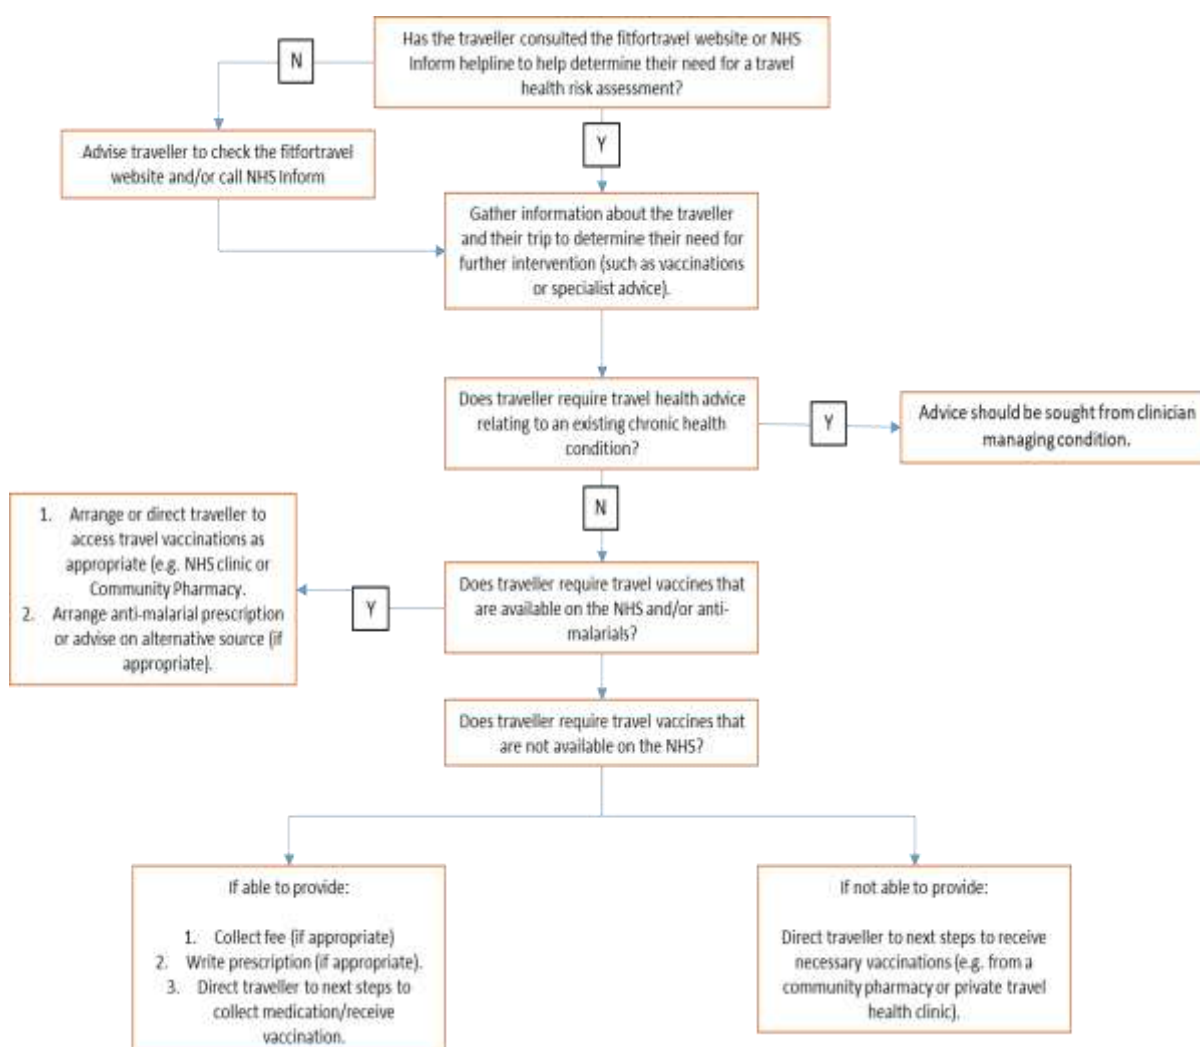 Has the traveller consulted the fitfortravel website or NHS
Inform helpline to help determine their need for a travel
health risk assessment?
N
Y
Advise traveller to check the fitfortravel
website and/or call NHS Inform
Gather information about the traveller
and their trip to determine their need for
further intervention (such as vaccinations
or specialist advice).
Does traveller require travel health advice
relating to an existing chronic health
condition?
Y
Advice should be sought from clinician
managing condition.
N
1. Arrange or direct traveller to
access travel vaccinations as
appropriate (e.g. NHS clinic or
Community Pharmacy.
2. Arrange anti-malarial prescription
or advise on alternative source (if
appropriate).
Y
Does traveller require travel vaccines that
are available on the NHS and/or anti-
malarials?
Does traveller require travel vaccines that
are not available on the NHS?
If able to provide:
1. Collect fee (if appropriate)
2. Write prescription (if appropriate).
3. Direct traveller to next steps to
collect medication/receive
vaccination.
If not able to provide:
Direct traveller to next steps to receive
necessary vaccinations (e.g. from a
community pharmacy or private travel
health clinic).